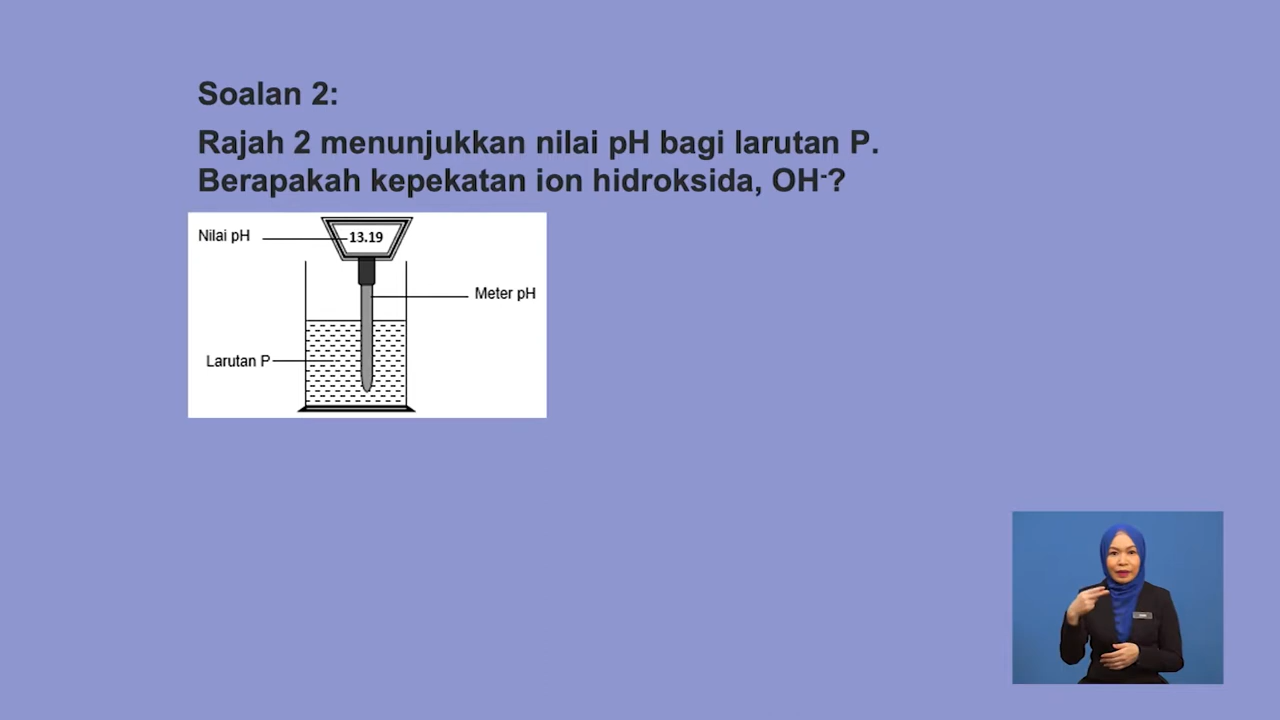 Soalan 2:
Rajah 2 menunjukkan nilai pH bagi larutan P.
Berapakah kepekatan ion hidroksida, OH⁻?
Nilai pH
13.19
Meter pH
Larutan P